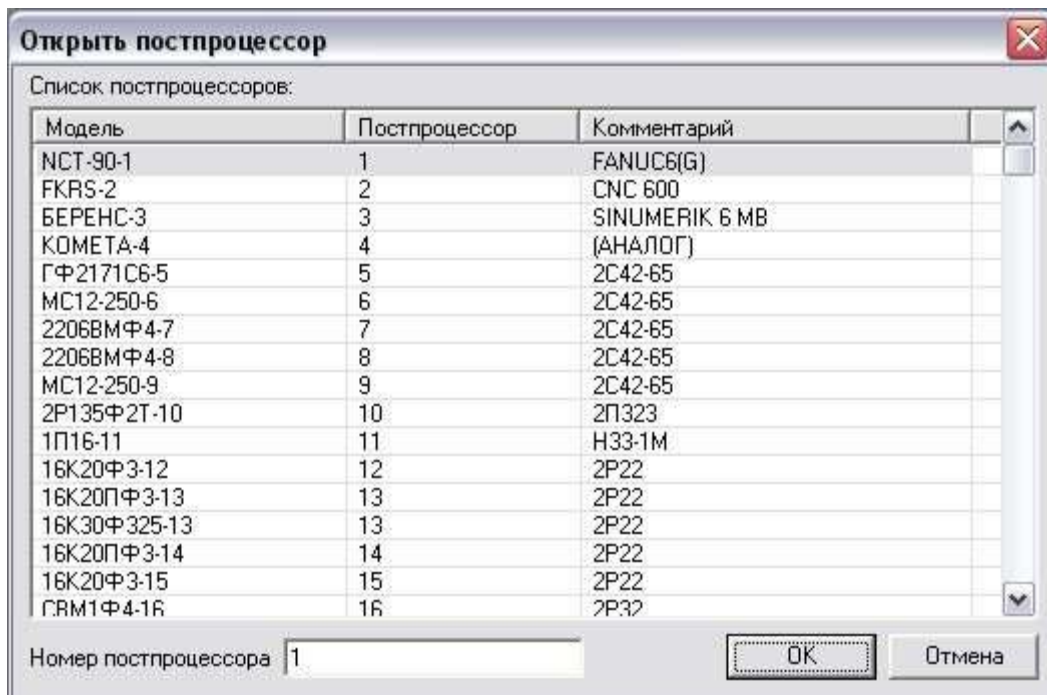 Открыть постпроцессор
Список постпроцессоров:
Модель Постпроцессор Комментарий
NCT-90-1 1 FANUC6(G)
FKRS-2 2 CNC 600
БЕРЕНС-3 3 SINUMERIK 6 MB
КОМЕТА-4 4 (АНАЛОГ)
ГФ2171С6-5 5 2С42-65
МС12-250-6 6 2С42-65
2206ВМФ4-7 7 2С42-65
2206ВМФ4-8 8 2С42-65
МС12-250-9 9 2С42-65
2Р135Ф2Т-10 10 2П323
1П16-11 11 Н33-1М
16К20Ф3-12 12 2Р22
16К20ПФ3-13 13 2Р22
16К30Ф325-13 13 2Р22
16К20ПФ3-14 14 2Р22
16К20Ф3-15 15 2Р22
СВМ1Ф4-16 16 2Р32
Номер постпроцессора 1 OK Отмена